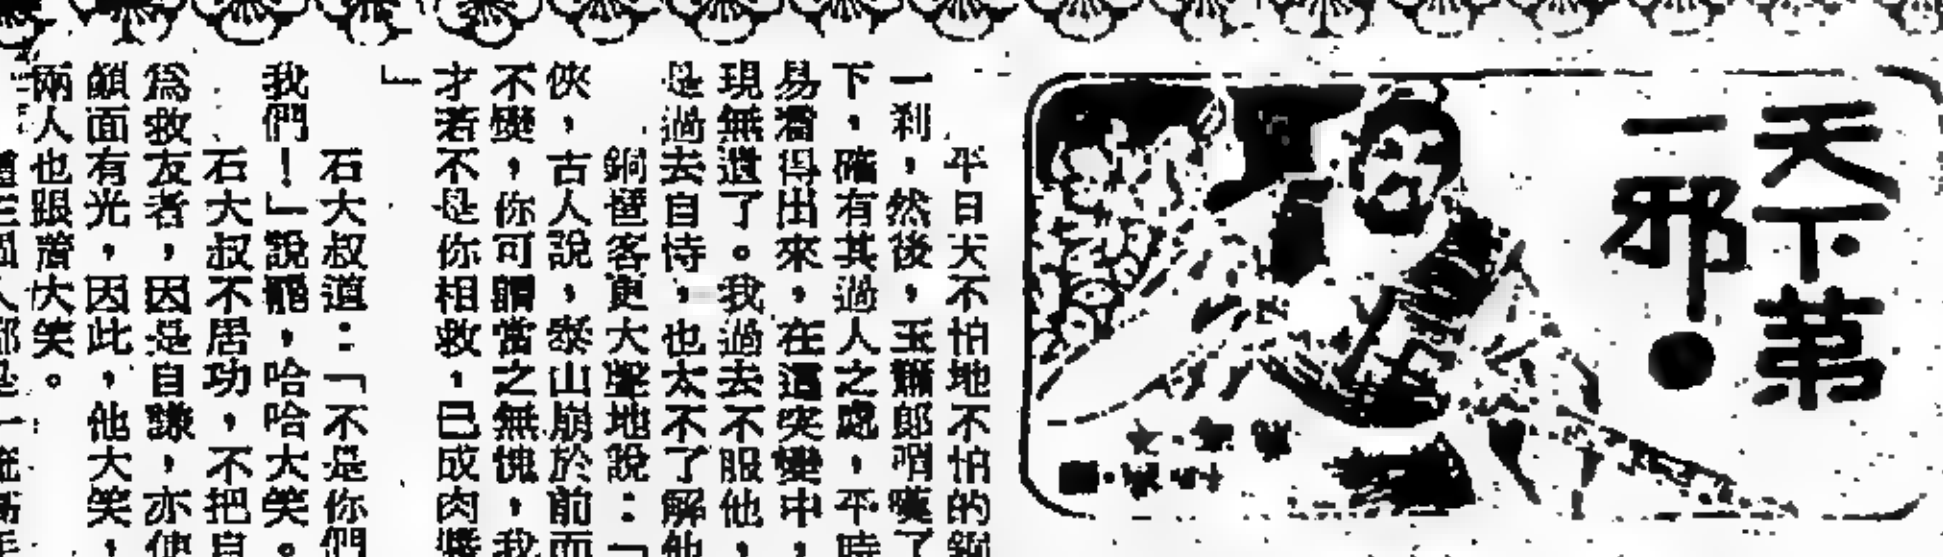 天下第
一邪●
平日天不怕地不怕的銅
一刹，然後，玉簫郎喟嘆了
下，確有其過人之處，平時
易看得出來，在這突變中，
現無遺了。我過去不服他，
是過去自恃，也太不了解他
銅琶客更大聲地說：「
俠，古人說，泰山崩於前而
不變，你可謂當之無愧，我
才若不是你相救，已成肉醬
」
石大叔道：「不是你們
我們！」說罷，哈哈大笑。
石大叔不居功，不把自
為救友者，因是自謙，亦使
顏面有光，因此，他大笑，
兩人也跟着大笑。